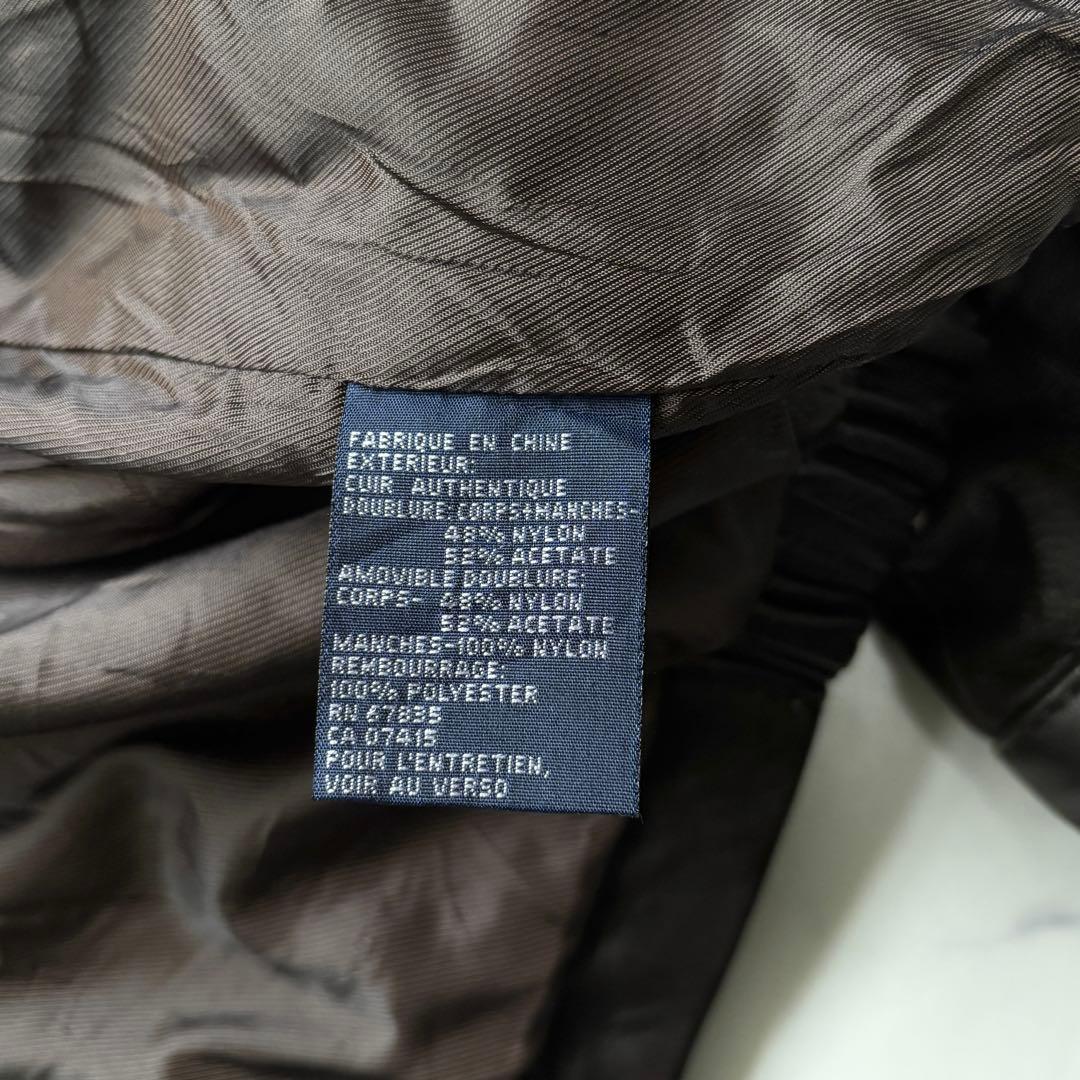 FABRIQUE EN CHINE
EXTERIEUR:
CUIR AUTHENTIQUE
DOUBLURE CORPS+MANCHES-
48% NYLON
52% ACETATE
AMOVIBLE DOUBLURE:
CORPS- 48% NYLON
52% ACETATE
MANCHES-100% NYLON
REMBOURRAGE:
100% POLYESTER
RN 67835
CA 07415
POUR L'ENTRETIEN,
VOIR AU VERSO